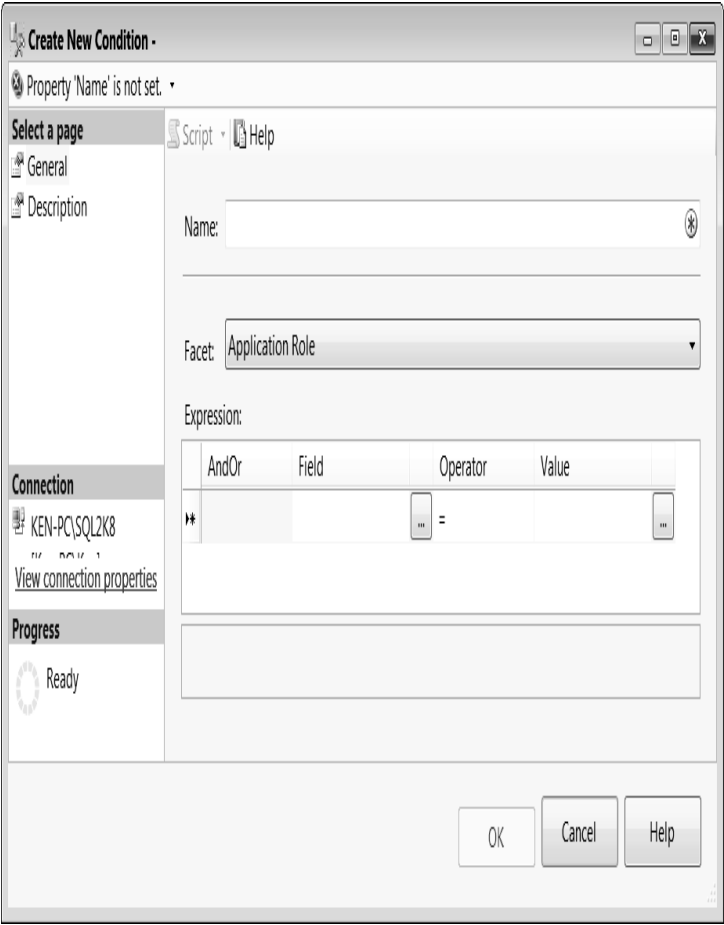 Create New Condition -
Property 'Name' is not set.
Select a page
General
Description
Script
Help
Name:
Facet:
Application Role
Expression:
AndOr Field Operator Value
... = ...
Connection
KEN-PC\SQL2K8
View connection properties
Progress
Ready
OK
Cancel
Help